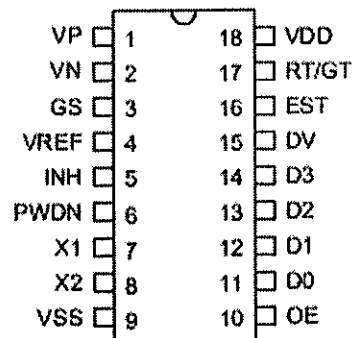 VP 1 18 VDD
VN 2 17 RT/GT
GS 3 16 EST
VREF 4 15 DV
INH 5 14 D3
PWDN 6 13 D2
X1 7 12 D1
X2 8 11 D0
VSS 9 10 OE